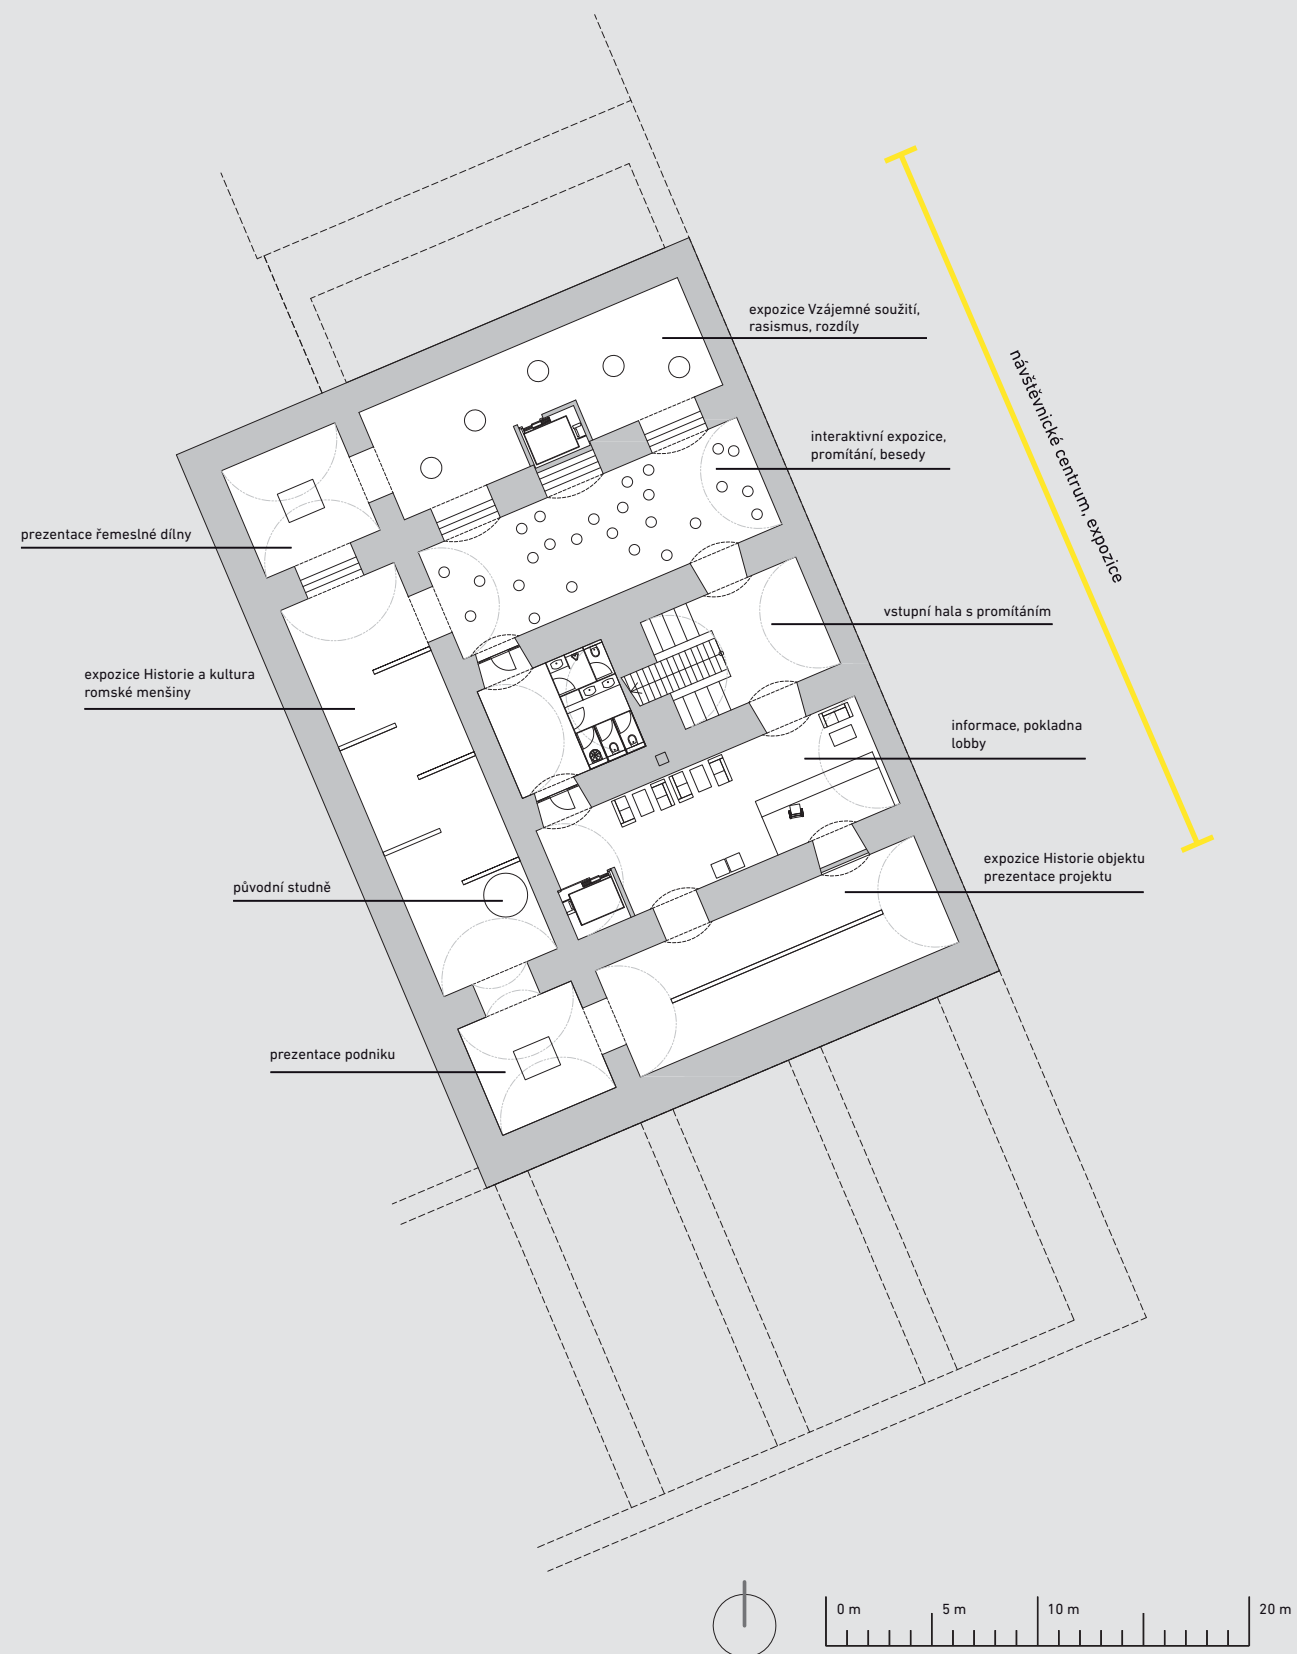 expozice Vzájemné soužití,
rasismus, rozdíly
návštěvnické centrum, expozice
interaktivní expozice,
promítání, besedy
prezentace řemeslné dílny
vstupní hala s promítáním
expozice Historie a kultura
romské menšiny
informace, pokladna
lobby
expozice Historie objektu
prezentace projektu
původní studně
prezentace podniku
0 m 5 m 10 m 20 m